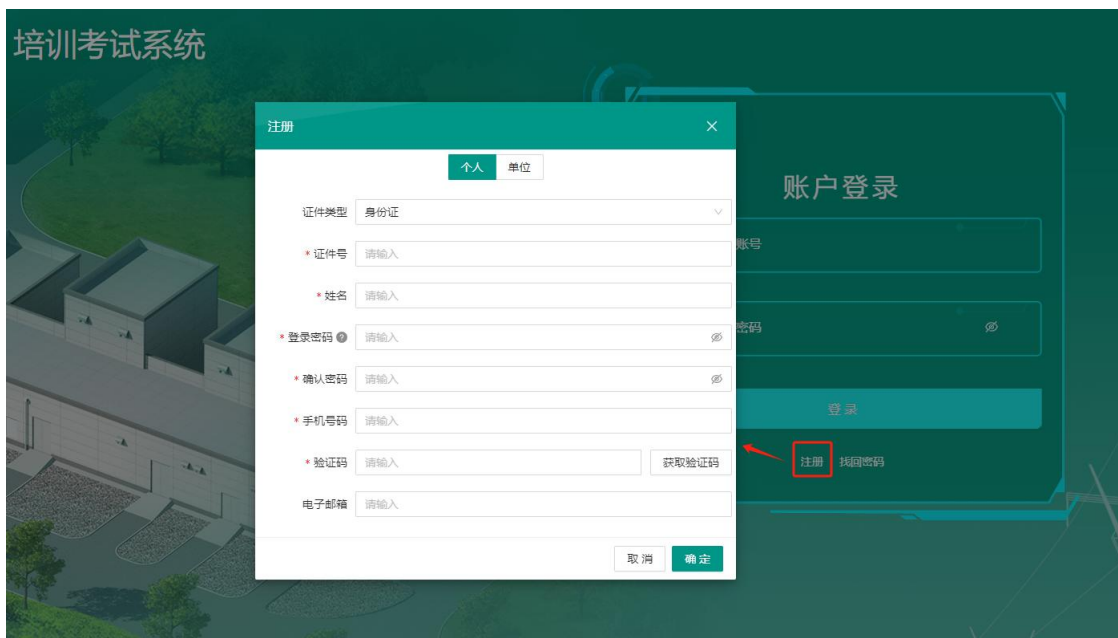 培训考试系统
注册
个人 单位
证件类型 身份证
* 证件号 请输入
* 姓名 请输入
* 登录密码 ? 请输入
* 确认密码 请输入
* 手机号码 请输入
* 验证码 请输入 获取验证码
电子邮箱 请输入
取消 确定
账户登录
账号
密码
登录
注册 找回密码